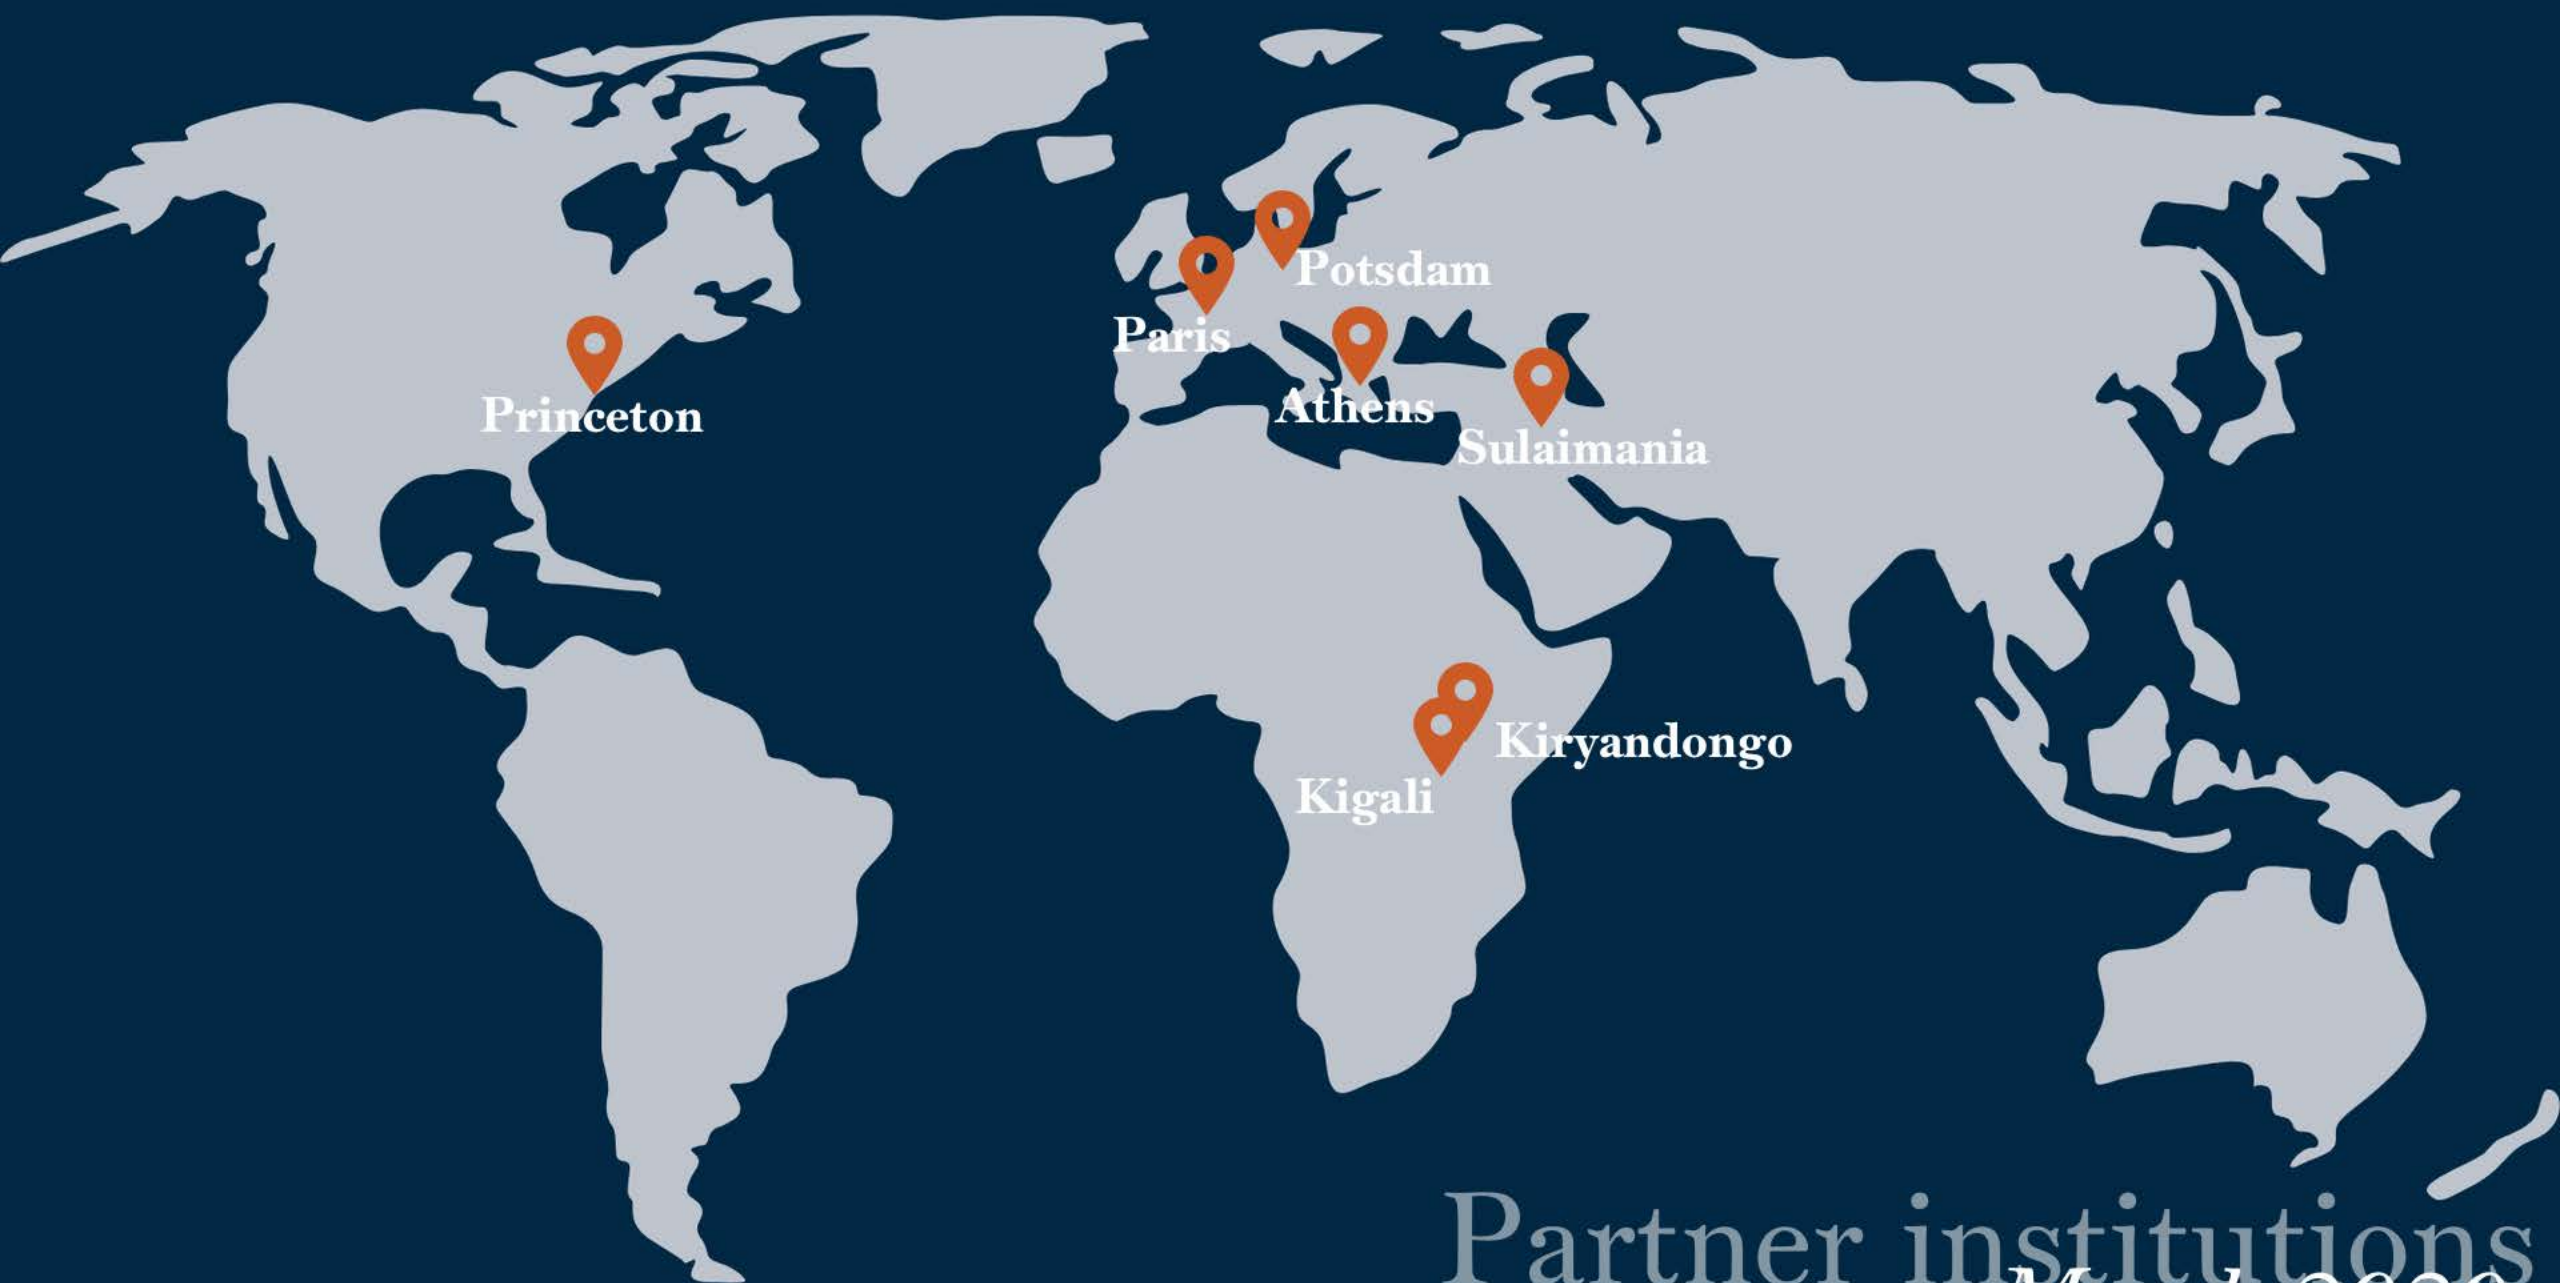 Potsdam
Paris
Athens
Princeton
Sulaimania
Kiryandongo
Kigali
Partner institutions